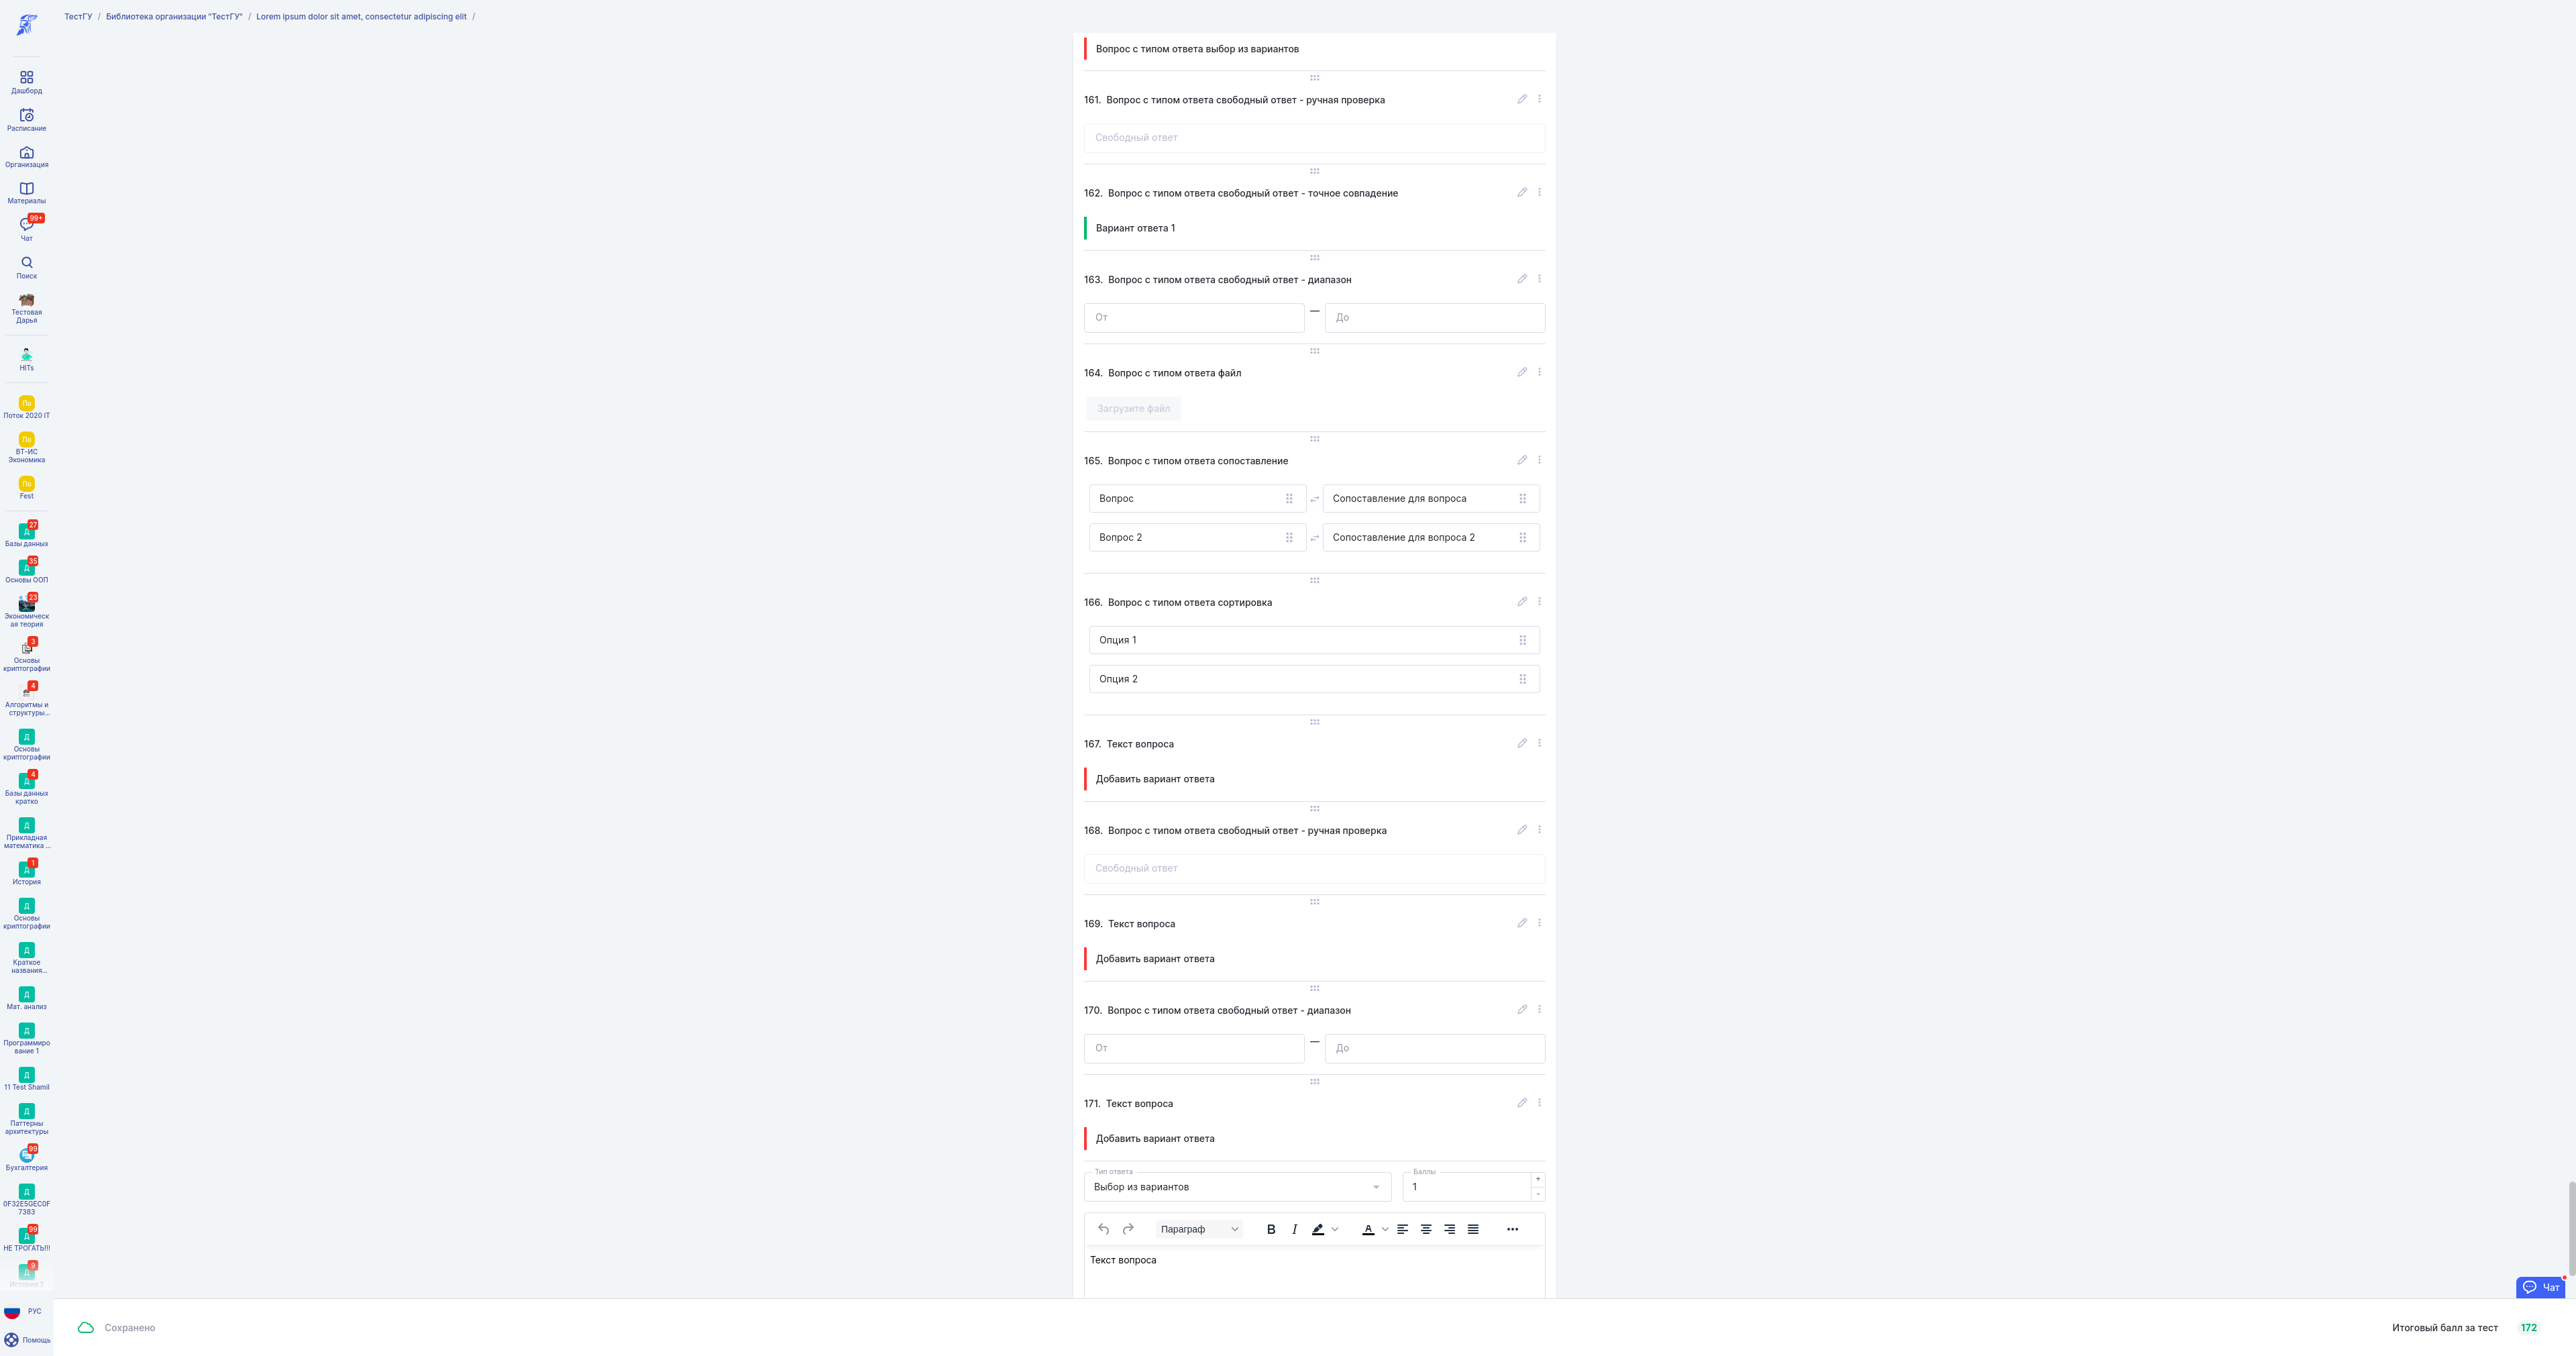 ТестГУ / Библиотека организации "ТестГУ" / Lorem ipsum dolor sit amet, consectetur adipiscing elit /
Дашборд
Расписание
Организация
Материалы
99+
Чат
Поиск
Тестовая
Дарья
HITs
По
Поток 2020 IT
По
ВТ-ИС
Экономика
По
Fest
27
Д
Базы данных
35
Д
Основы ООП
23
Экономическ
ая теория
3
Основы
криптографии
4
Алгоритмы и
структуры...
Д
Основы
криптографии
4
Д
Базы данных
кратко
Д
Прикладная
математика ...
1
Д
История
Д
Основы
криптографии
Д
Краткое
названия...
Д
Мат. анализ
Д
Программиро
вание 1
Д
11 Test Shamil
Д
Паттерны
архитектуры
99
Бухгалтерия
Д
0F32E5GEC0F
7383
99
Д
НЕ ТРОГАТЬ!!!
9
Д
История 2
РУС
Помощь
Вопрос с типом ответа выбор из вариантов
161. Вопрос с типом ответа свободный ответ - ручная проверка
Свободный ответ
162. Вопрос с типом ответа свободный ответ - точное совпадение
Вариант ответа 1
163. Вопрос с типом ответа свободный ответ - диапазон
От — До
164. Вопрос с типом ответа файл
Загрузите файл
165. Вопрос с типом ответа сопоставление
Вопрос Сопоставление для вопроса
Вопрос 2 Сопоставление для вопроса 2
166. Вопрос с типом ответа сортировка
Опция 1
Опция 2
167. Текст вопроса
Добавить вариант ответа
168. Вопрос с типом ответа свободный ответ - ручная проверка
Свободный ответ
169. Текст вопроса
Добавить вариант ответа
170. Вопрос с типом ответа свободный ответ - диапазон
От — До
171. Текст вопроса
Добавить вариант ответа
Тип ответа Баллы
Выбор из вариантов 1 + -
Параграф B I A
Текст вопроса
Чат
Сохранено
Итоговый балл за тест 172